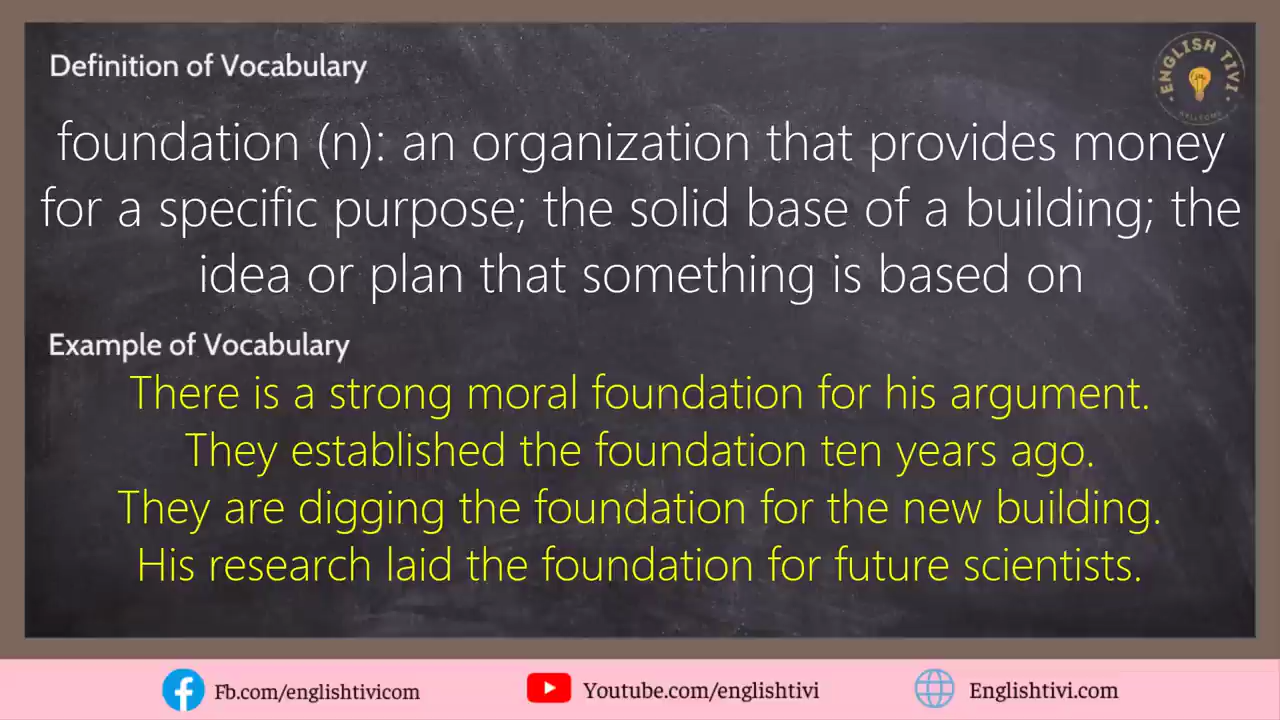 Definition of Vocabulary
ENGLISH TIVI
foundation (n): an organization that provides money
for a specific purpose; the solid base of a building; the
idea or plan that something is based on
Example of Vocabulary
There is a strong moral foundation for his argument.
They established the foundation ten years ago.
They are digging the foundation for the new building.
His research laid the foundation for future scientists.
Fb.com/englishtivicom
Youtube.com/englishtivi
Englishtivi.com